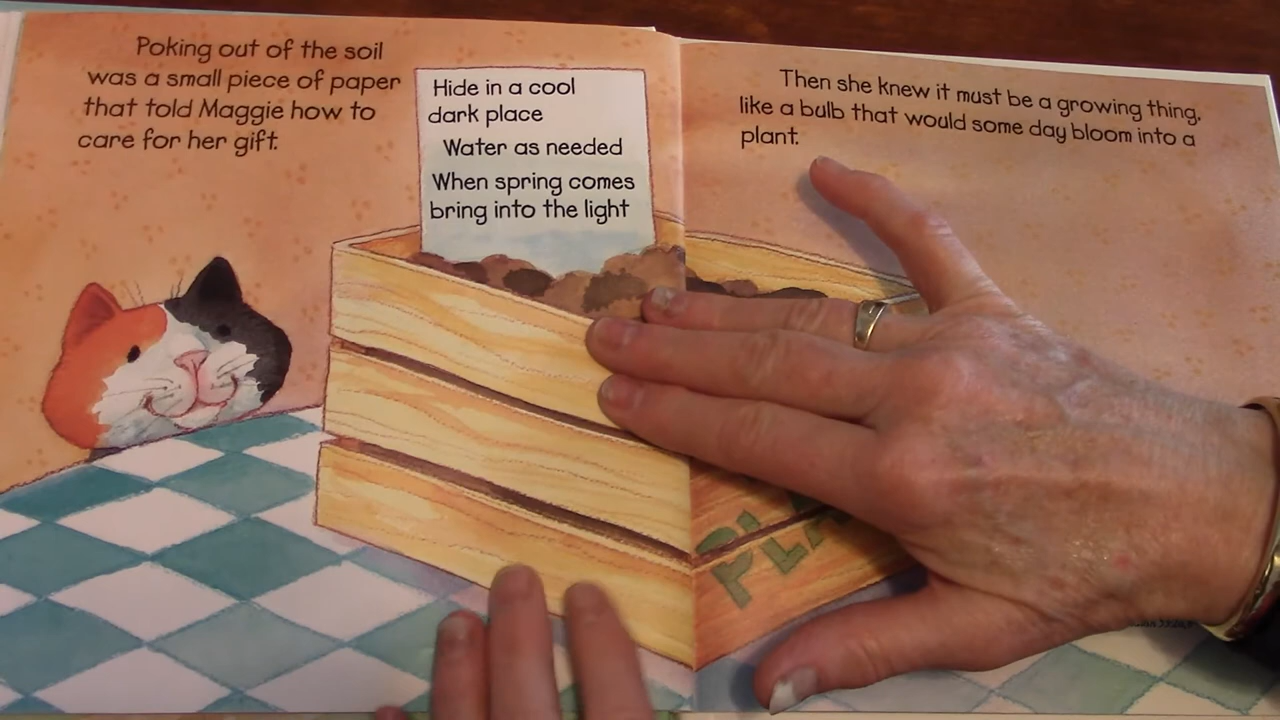 Poking out of the soil
was a small piece of paper
that told Maggie how to
care for her gift.
Hide in a cool
dark place
Water as needed
When spring comes
bring into the light
Then she knew it must be a growing thing,
like a bulb that would some day bloom into a
plant.